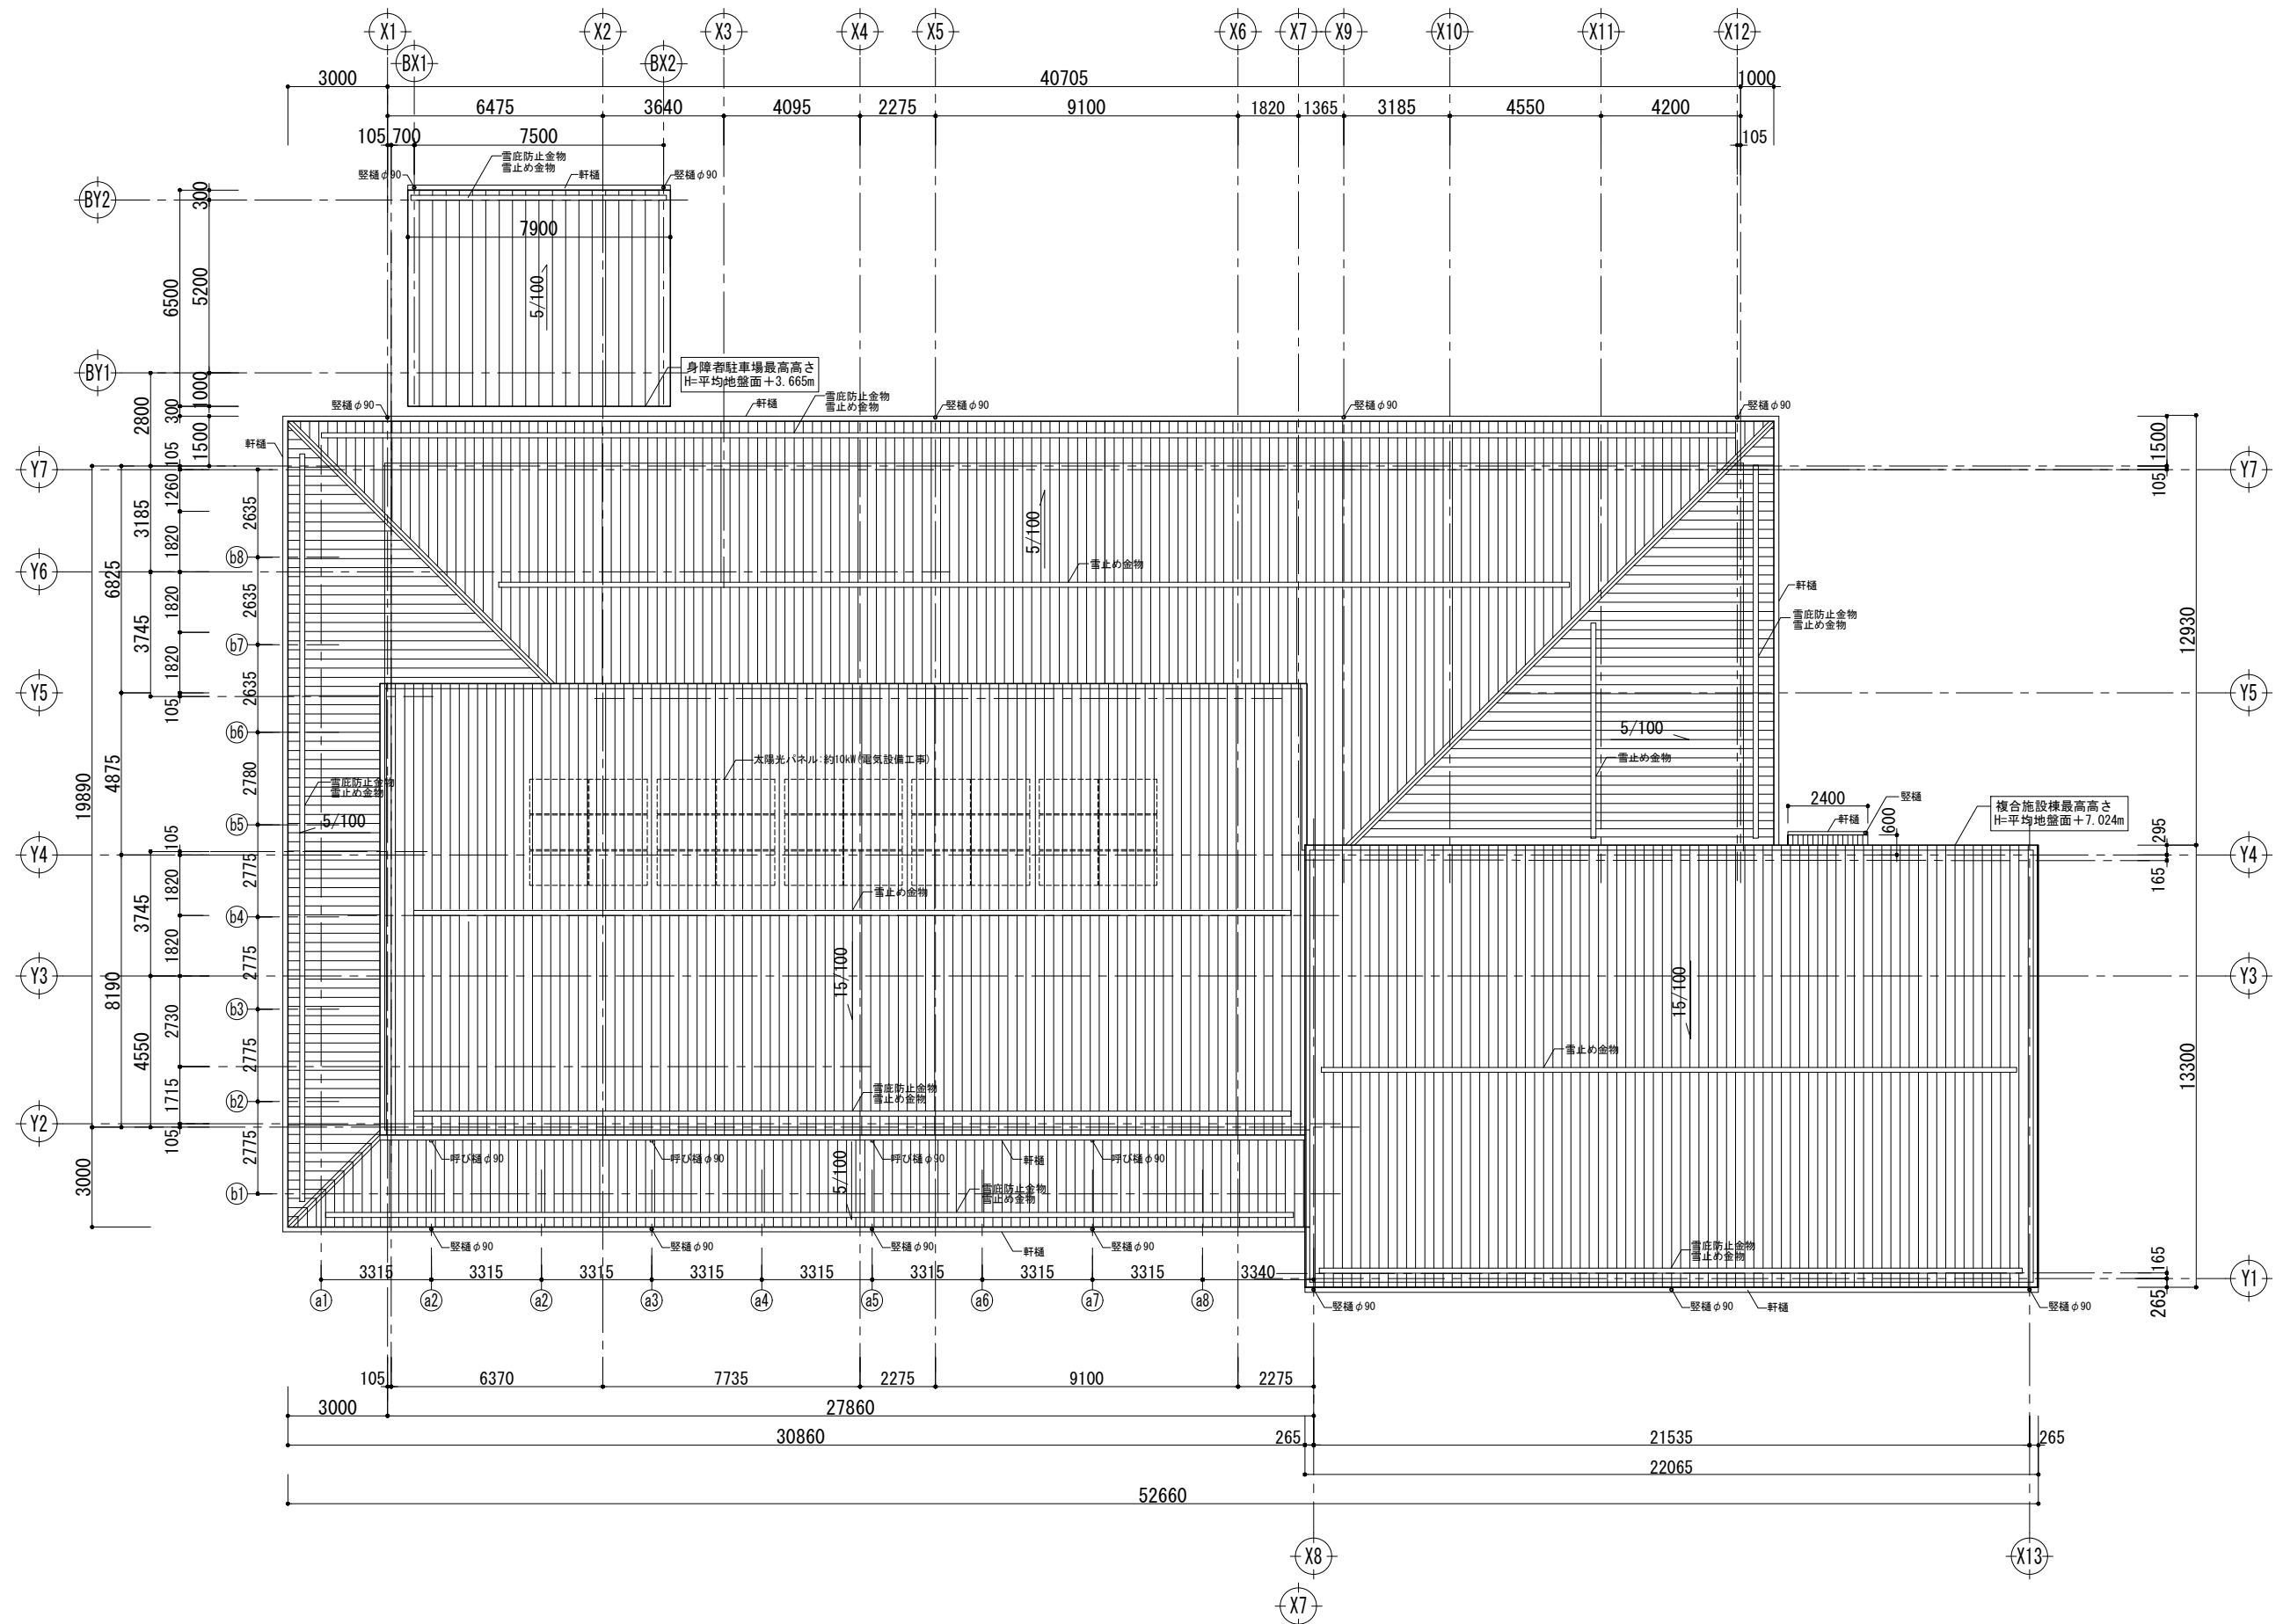 X1
X2
X3
X4
X5
X6
X7
X9
X10
X11
X12
BX1
BX2
3000
40705
1000
6475
3640
4095
2275
9100
1820
1365
3185
4550
4200
105
700
7500
105
雪庇防止金物
雪止め金物
竪樋φ90
軒樋
竪樋φ90
BY2
300
7900
6500
5200
5/100
BY1
身障者駐車場最高高さ
H=平均地盤面+3.665m
2800
300
1000
1500
105
竪樋φ90
軒樋
雪庇防止金物
雪止め金物
竪樋φ90
竪樋φ90
竪樋φ90
軒樋
1500
105
Y7
Y7
3185
1260
2635
5/100
1820
b8
Y6
6825
雪止め金物
軒樋
3745
1820
2635
雪庇防止金物
雪止め金物
12930
b7
1820
2635
Y5
Y5
105
b6
5/100
太陽光パネル:約10kW(電気設備工事)
雪止め金物
19890
4875
2780
雪庇防止金物
雪止め金物
5/100
b5
2400
竪樋
軒樋
600
複合施設棟最高高さ
H=平均地盤面+7.024m
295
105
Y4
Y4
165
1820
2775
雪止め金物
3745
b4
1820
2775
Y3
Y3
8190
15/100
15/100
b3
2730
4550
2775
雪止め金物
13300
雪庇防止金物
雪止め金物
b2
1715
Y2
105
2775
呼び樋φ90
呼び樋φ90
呼び樋φ90
軒樋
呼び樋φ90
3000
5/100
雪庇防止金物
雪止め金物
b1
竪樋φ90
竪樋φ90
竪樋φ90
軒樋
竪樋φ90
雪庇防止金物
雪止め金物
165
3315
3315
3315
3315
3315
3315
3315
3315
3340
Y1
265
a1
a2
a2
a3
a4
a5
a6
a7
a8
竪樋φ90
竪樋φ90
軒樋
竪樋φ90
105
6370
7735
2275
9100
2275
3000
27860
30860
265
21535
265
22065
52660
X8
X13
X7